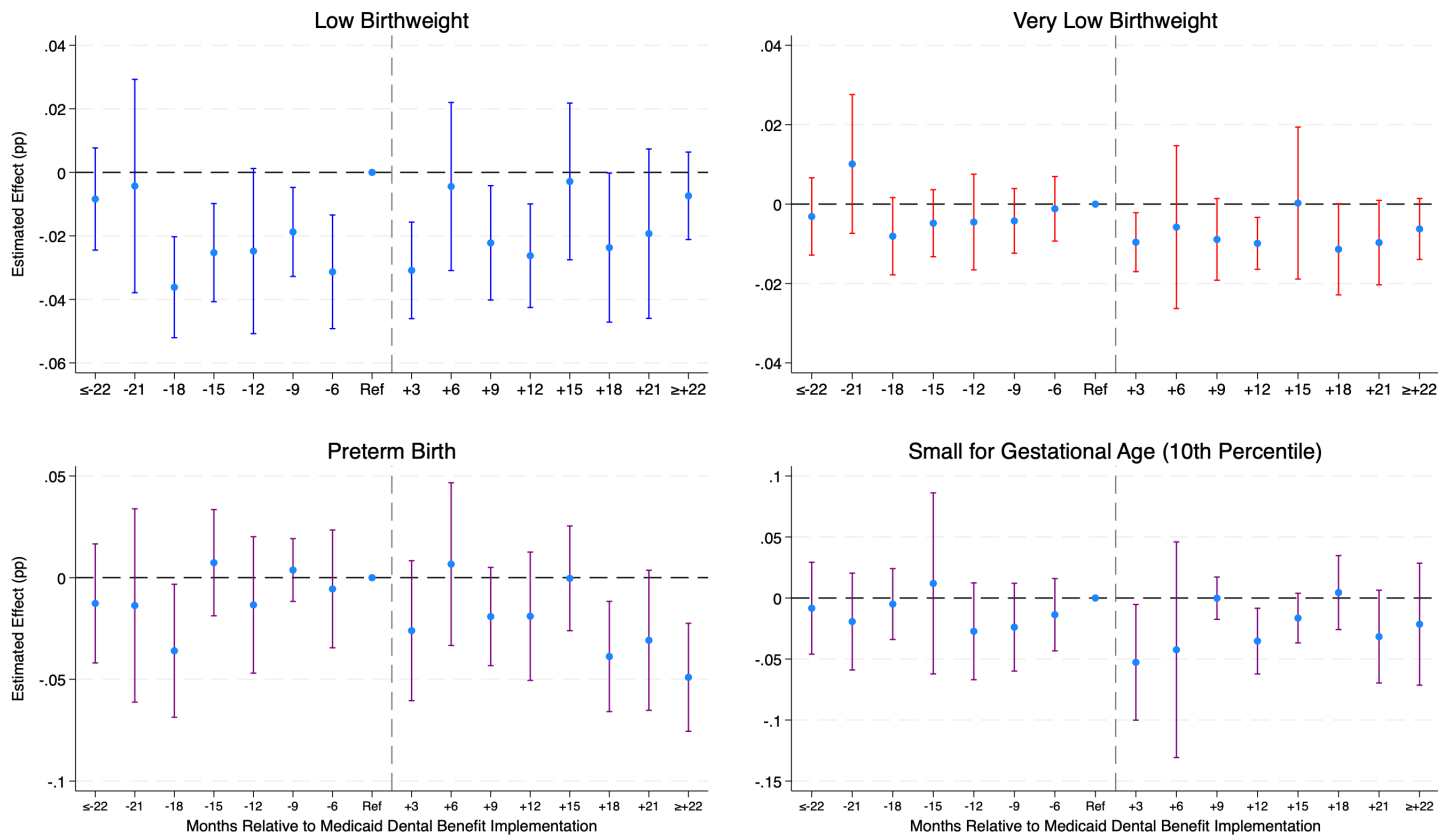 Low Birthweight
Estimated Effect (pp)
.04
.02
0
-.02
-.04
-.06
≤-22 -21 -18 -15 -12 -9 -6 Ref +3 +6 +9 +12 +15 +18 +21 ≥+22
Very Low Birthweight
.04
.02
0
-.02
-.04
≤-22 -21 -18 -15 -12 -9 -6 Ref +3 +6 +9 +12 +15 +18 +21 ≥+22
Preterm Birth
Estimated Effect (pp)
.05
0
-.05
-.1
≤-22 -21 -18 -15 -12 -9 -6 Ref +3 +6 +9 +12 +15 +18 +21 ≥+22
Months Relative to Medicaid Dental Benefit Implementation
Small for Gestational Age (10th Percentile)
.1
.05
0
-.05
-.1
-.15
≤-22 -21 -18 -15 -12 -9 -6 Ref +3 +6 +9 +12 +15 +18 +21 ≥+22
Months Relative to Medicaid Dental Benefit Implementation